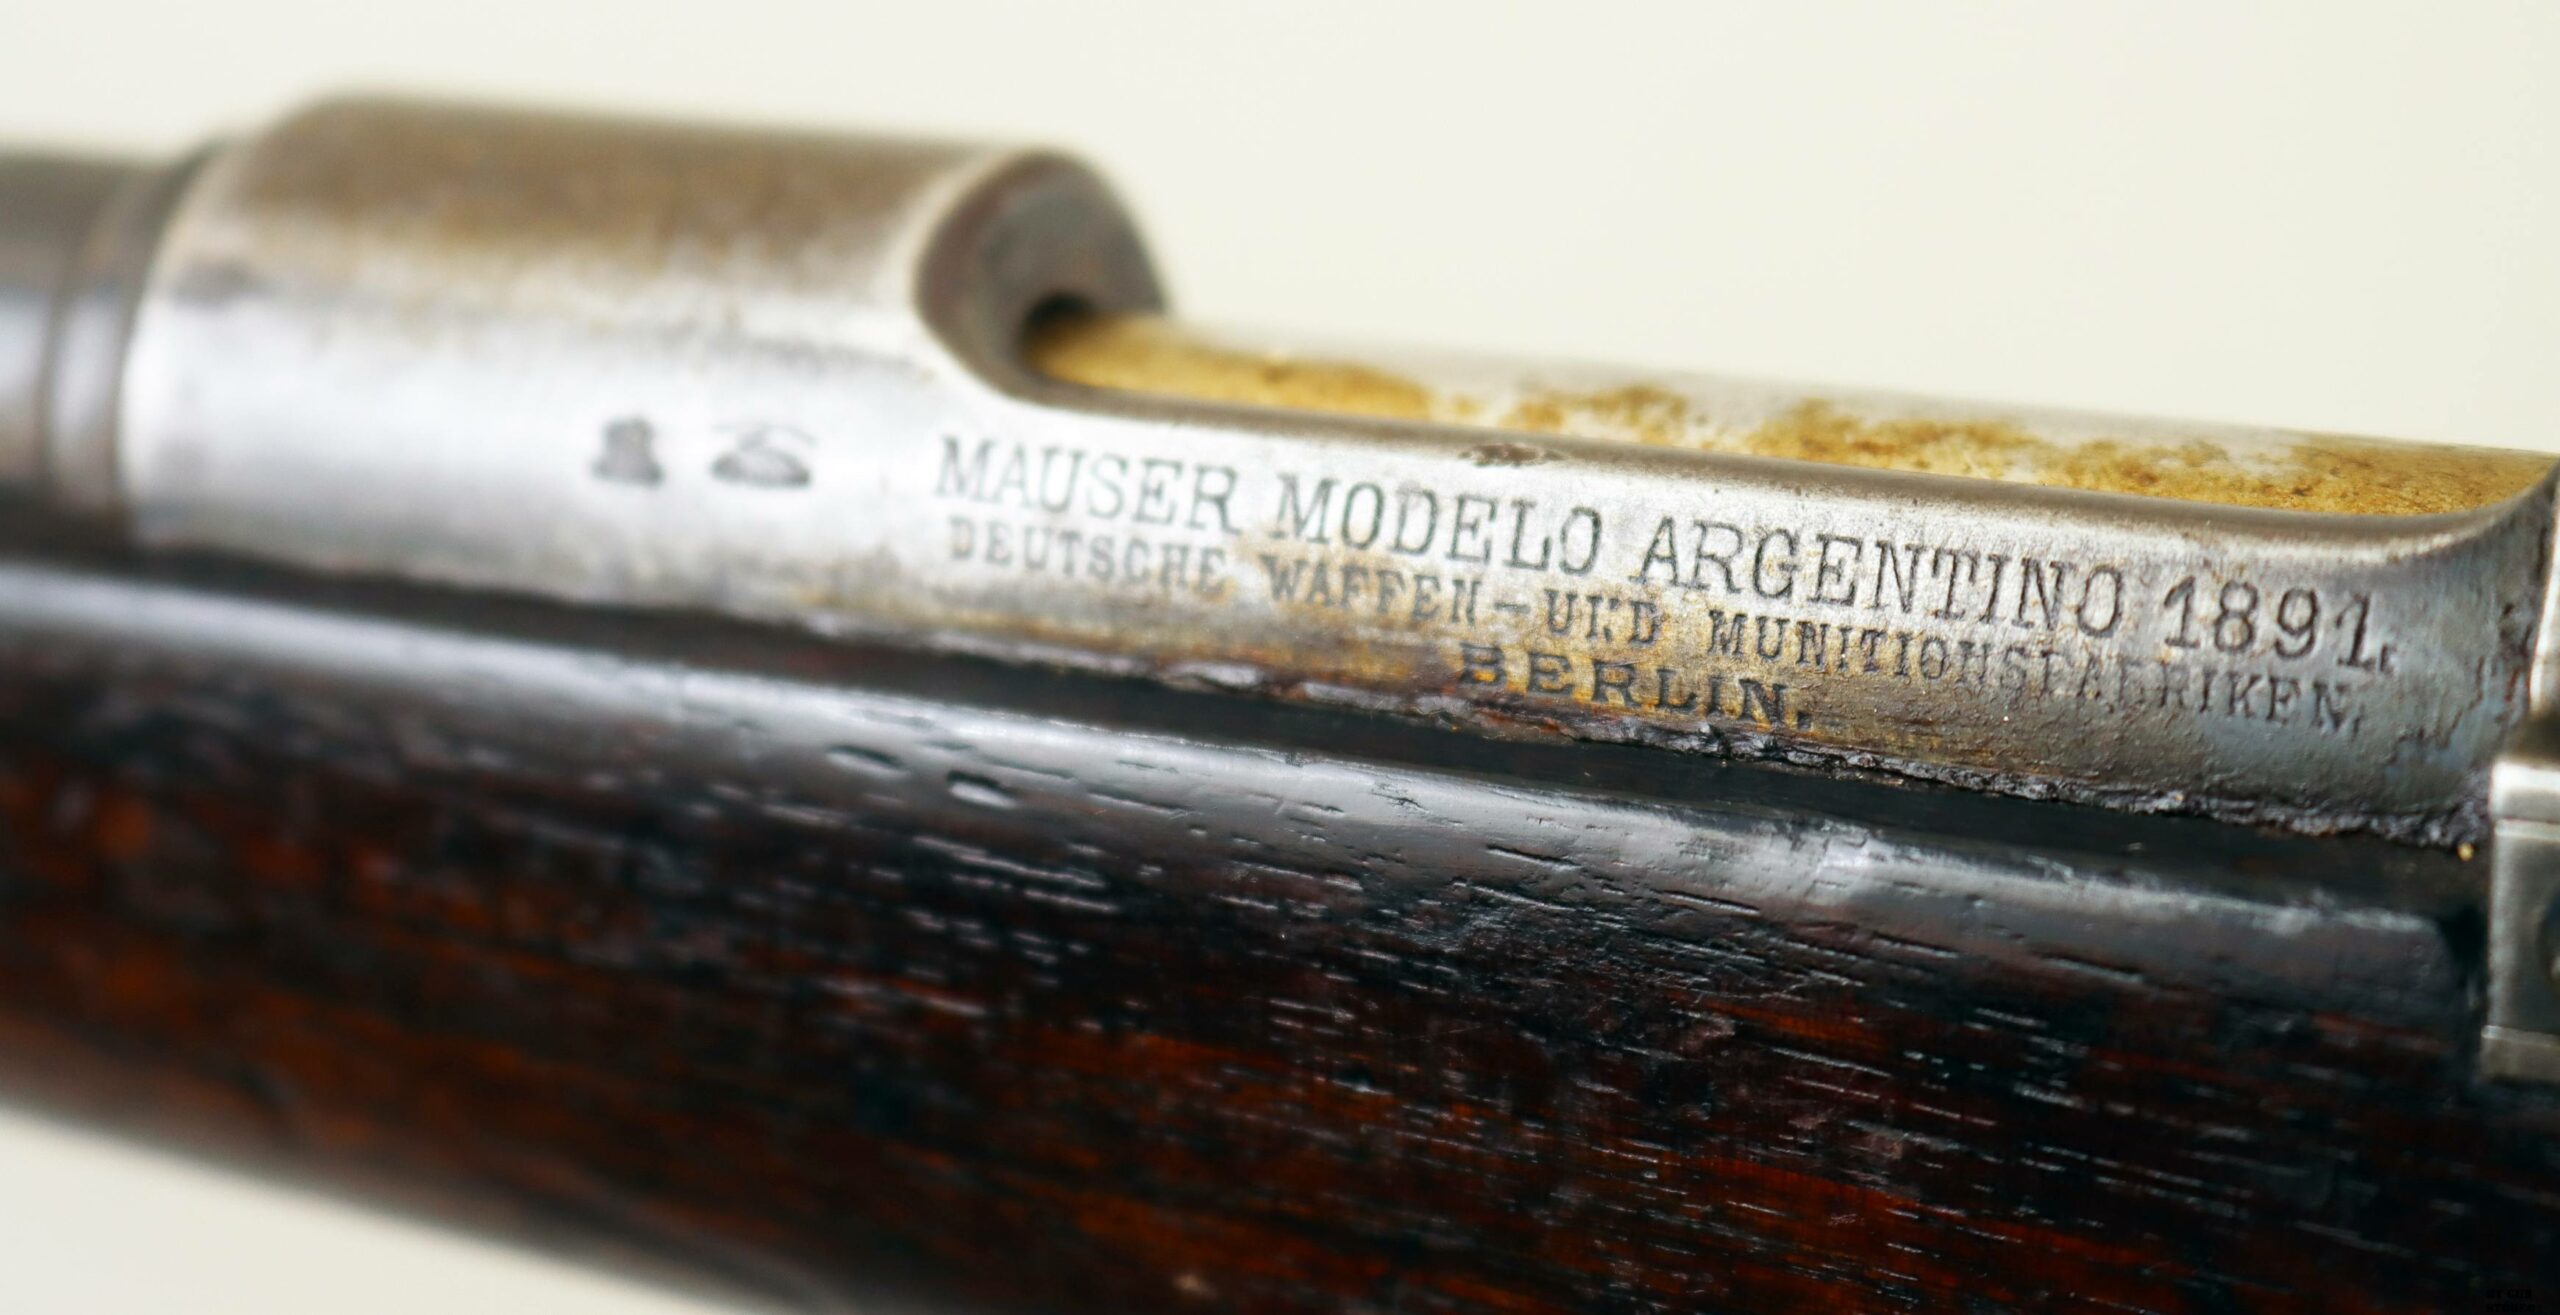 MAUSER MODELO ARGENTINO 1891.
DEUTSCHE WAFFEN-UND MUNITIONSFABRIKEN.
BERLIN.